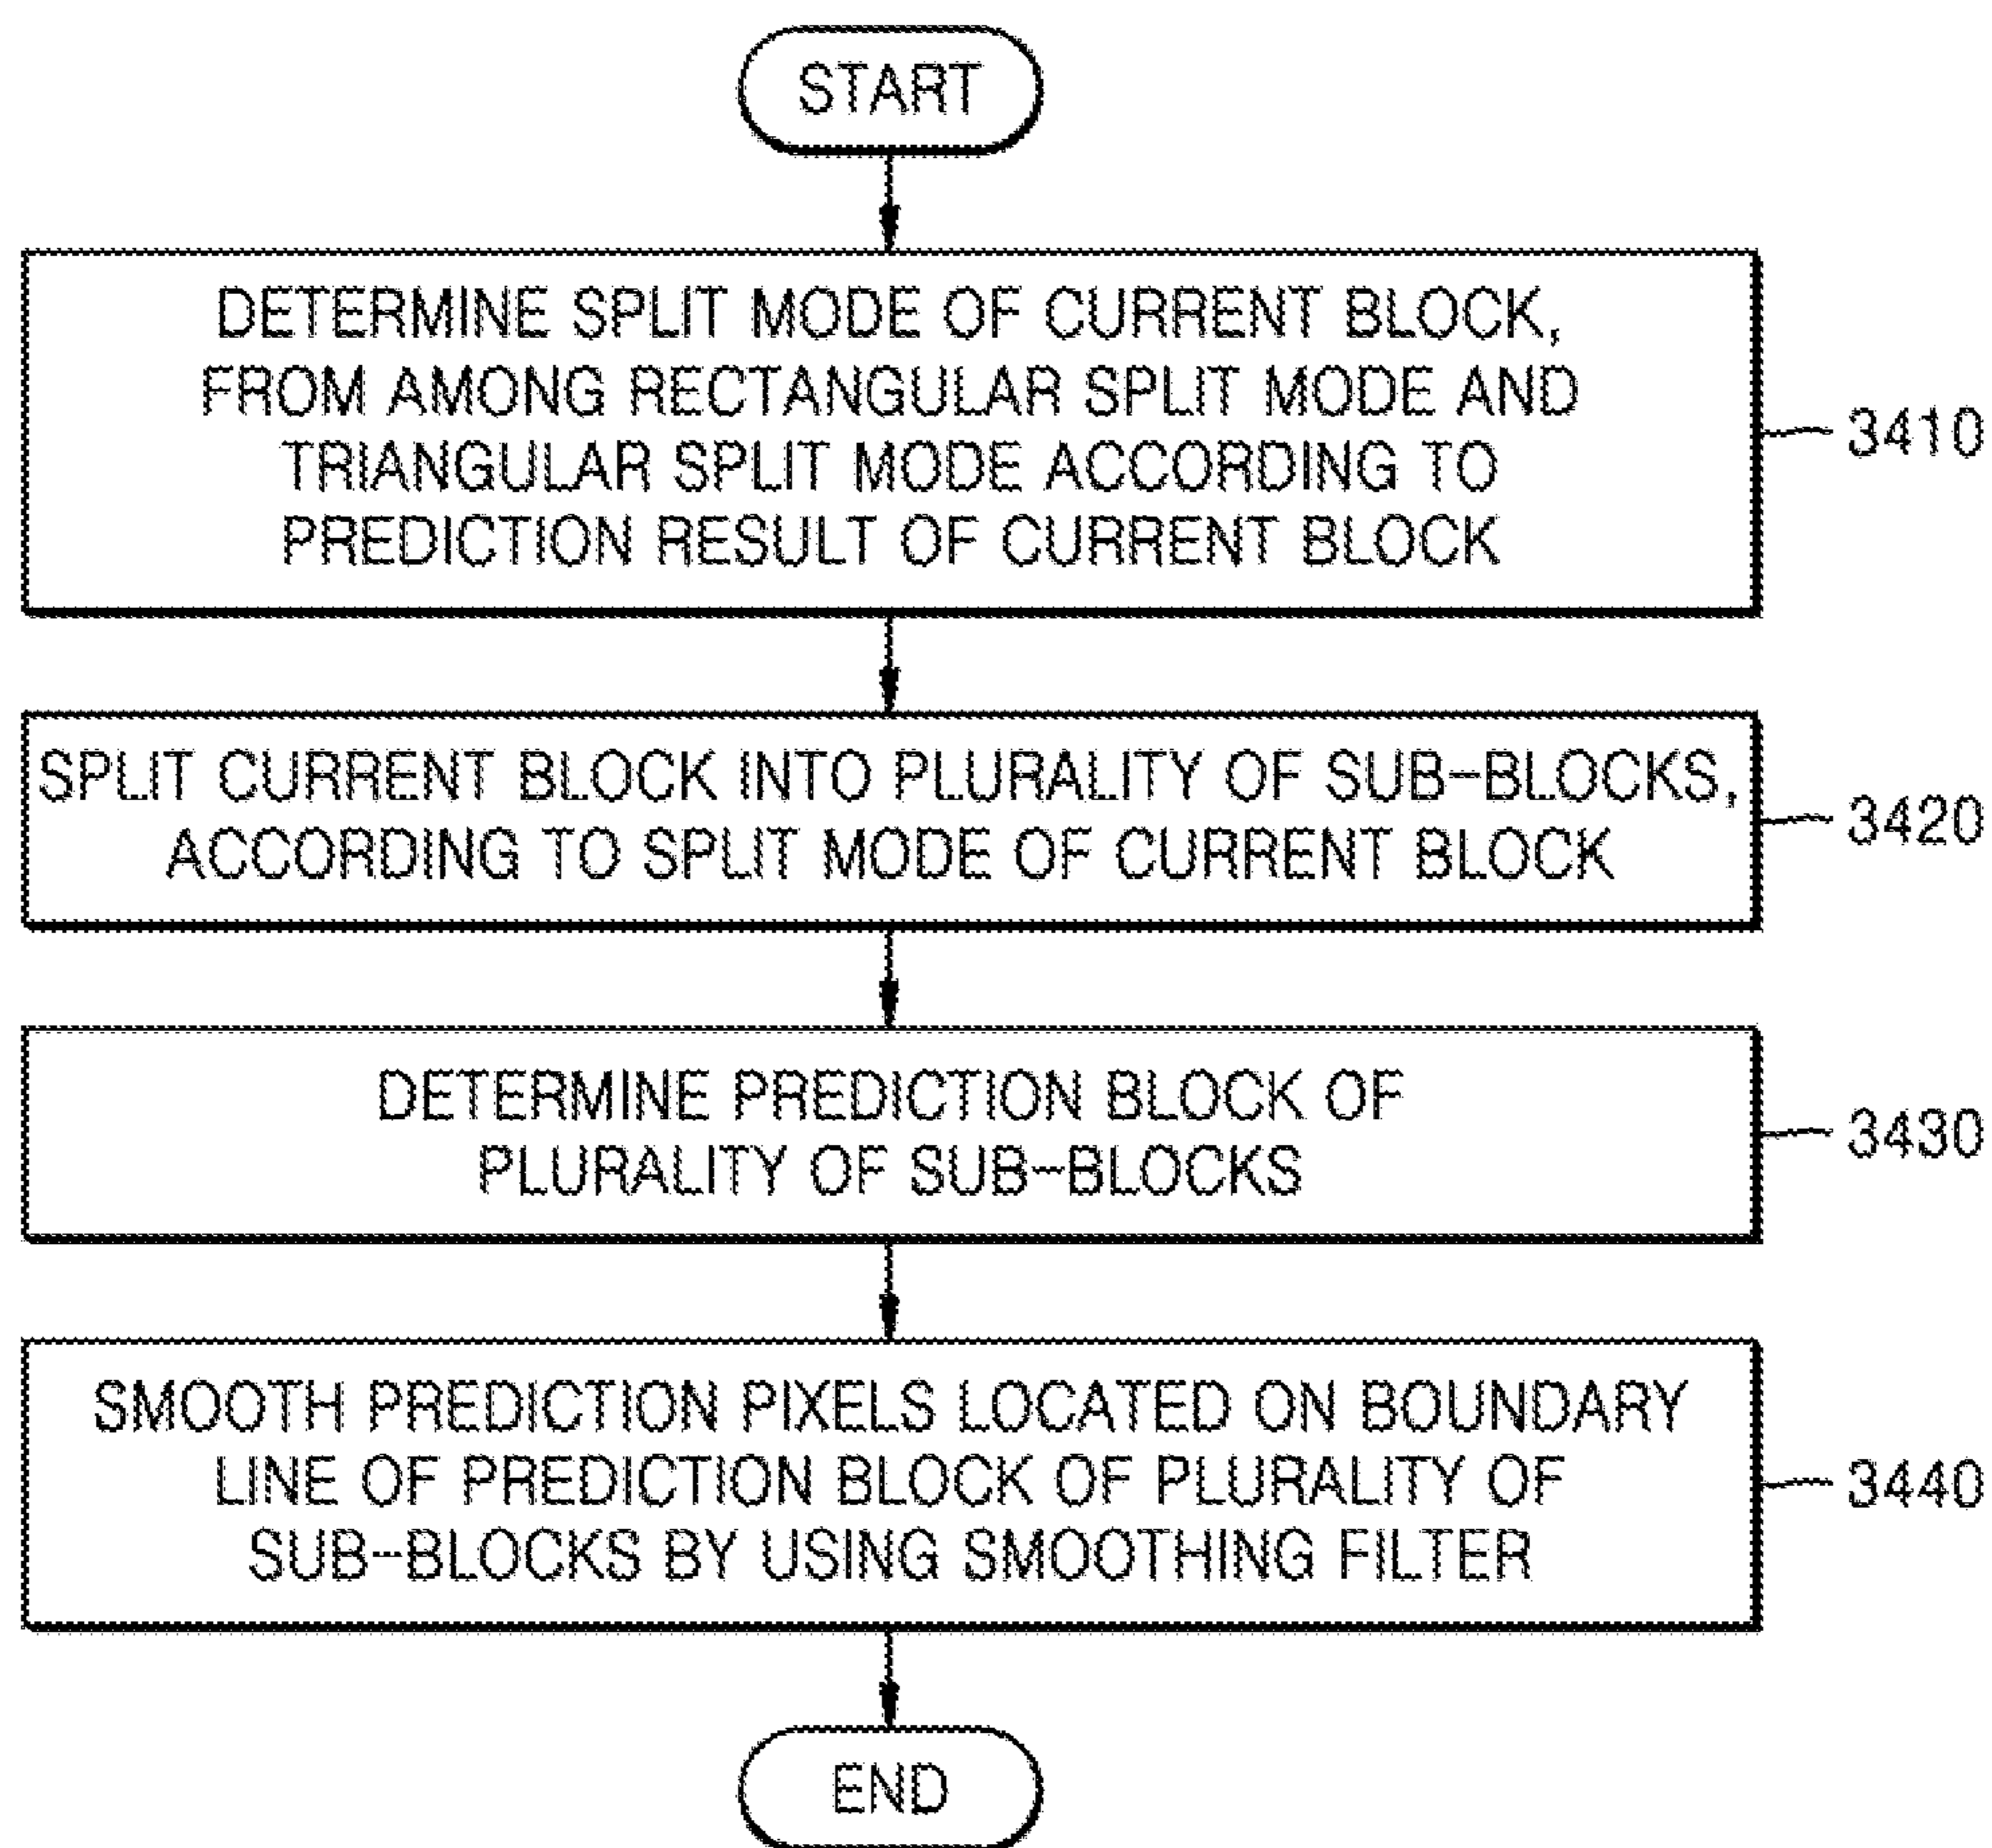 START
DETERMINE SPLIT MODE OF CURRENT BLOCK,
FROM AMONG RECTANGULAR SPLIT MODE AND
TRIANGULAR SPLIT MODE ACCORDING TO
PREDICTION RESULT OF CURRENT BLOCK
3410
SPLIT CURRENT BLOCK INTO PLURALITY OF SUB-BLOCKS,
ACCORDING TO SPLIT MODE OF CURRENT BLOCK
3420
DETERMINE PREDICTION BLOCK OF
PLURALITY OF SUB-BLOCKS
3430
SMOOTH PREDICTION PIXELS LOCATED ON BOUNDARY
LINE OF PREDICTION BLOCK OF PLURALITY OF
SUB-BLOCKS BY USING SMOOTHING FILTER
3440
END